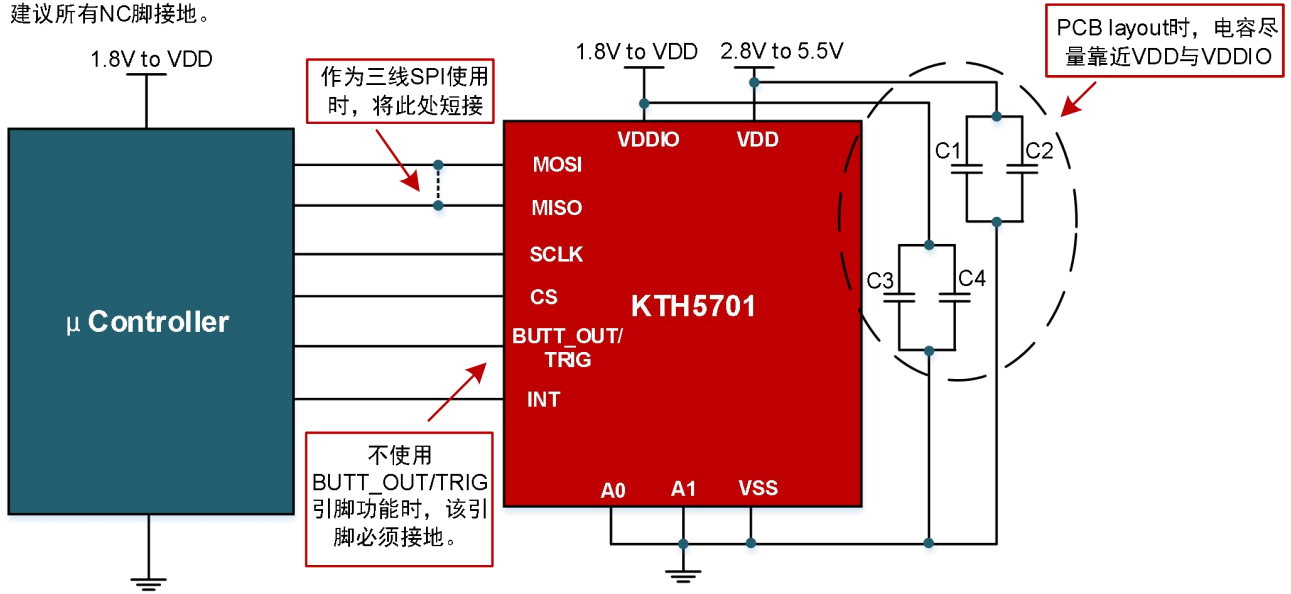 建议所有NC脚接地。
1.8V to VDD
作为三线SPI使用
时，将此处短接
1.8V to VDD
2.8V to 5.5V
PCB layout时，电容尽
量靠近VDD与VDDIO
VDDIO
VDD
MOSI
MISO
SCLK
CS
BUTT_OUT/
TRIG
INT
μ Controller
KTH5701
C1
C2
C3
C4
不使用
BUTT_OUT/TRIG
引脚功能时，该引
脚必须接地。
A0
A1
VSS